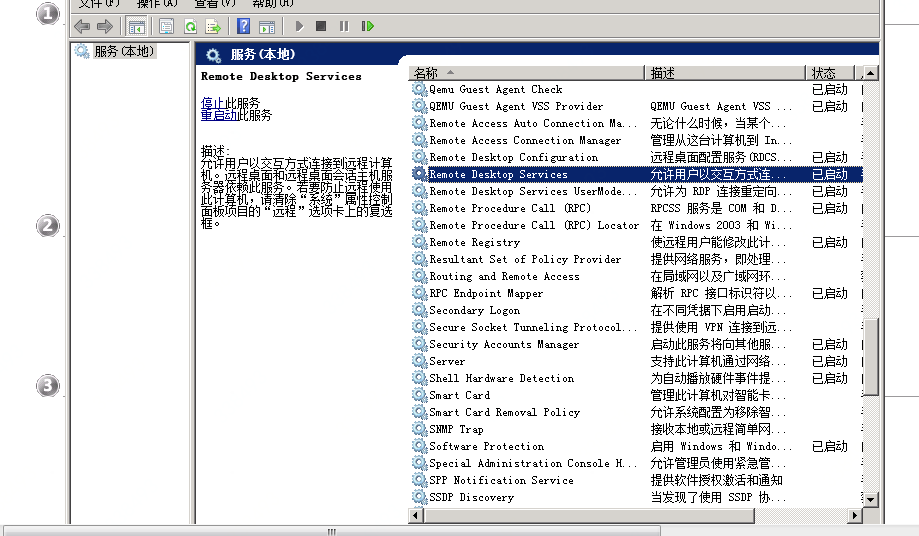 1
文件(F) 操作(A) 查看(V) 帮助(H)
服务(本地)
服务(本地)
Remote Desktop Services
停止此服务
重启动此服务
描述:
允许用户以交互方式连接到远程计算
机。远程桌面和远程桌面会话主机服
务器依赖此服务。若要防止远程使用
此计算机，请清除“系统”属性控制
面板项目的“远程”选项卡上的复选
框。
名称 描述 状态
Qemu Guest Agent Check 已启动
QEMU Guest Agent VSS Provider QEMU Guest Agent VSS ... 已启动
Remote Access Auto Connection Ma... 无论什么时候，当某个...
Remote Access Connection Manager 管理从这台计算机到 In...
Remote Desktop Configuration 远程桌面配置服务(RDCS... 已启动
Remote Desktop Services 允许用户以交互方式连... 已启动
Remote Desktop Services UserMode... 允许为 RDP 连接重定向... 已启动
Remote Procedure Call (RPC) RPCSS 服务是 COM 和 D... 已启动
Remote Procedure Call (RPC) Locator 在 Windows 2003 和 Wi...
Remote Registry 使远程用户能修改此计... 已启动
Resultant Set of Policy Provider 提供网络服务，即处理...
Routing and Remote Access 在局域网以及广域网环...
RPC Endpoint Mapper 解析 RPC 接口标识符以... 已启动
Secondary Logon 在不同凭据下启用启动...
Secure Socket Tunneling Protocol... 提供使用 VPN 连接到远...
Security Accounts Manager 启动此服务将向其他服... 已启动
Server 支持此计算机通过网络... 已启动
Shell Hardware Detection 为自动播放硬件事件提... 已启动
Smart Card 管理此计算机对智能卡...
Smart Card Removal Policy 允许系统配置为移除智...
SNMP Trap 接收本地或远程简单网...
Software Protection 启用 Windows 和 Windo... 已启动
Special Administration Console H... 允许管理员使用紧急管...
SPP Notification Service 提供软件授权激活和通知
SSDP Discovery 当发现了使用 SSDP 协...
2
3